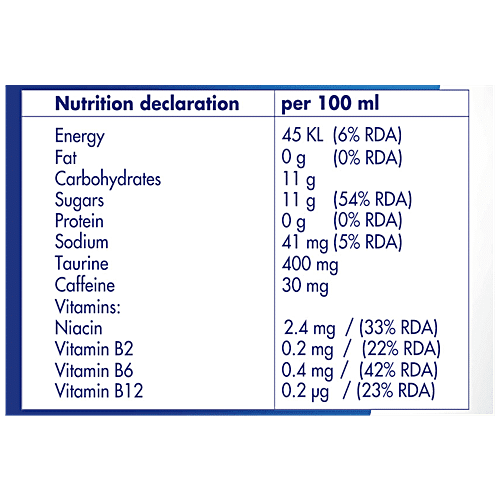 Nutrition declaration per 100 ml
Energy 45 KL (6% RDA)
Fat 0 g (0% RDA)
Carbohydrates 11 g
Sugars 11 g (54% RDA)
Protein 0 g (0% RDA)
Sodium 41 mg (5% RDA)
Taurine 400 mg
Caffeine 30 mg
Vitamins:
Niacin 2.4 mg / (33% RDA)
Vitamin B2 0.2 mg / (22% RDA)
Vitamin B6 0.4 mg / (42% RDA)
Vitamin B12 0.2 µg / (23% RDA)